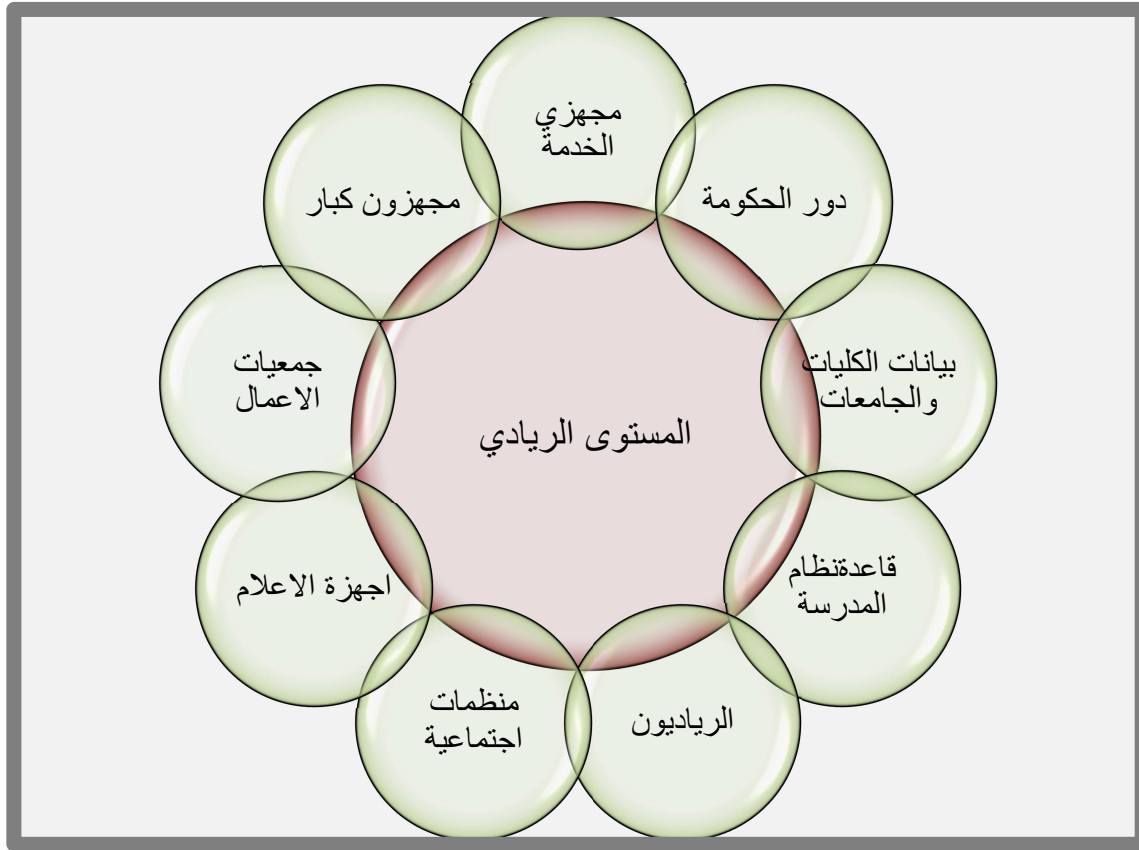 مجهزي
الخدمة
دور الحكومة
بيانات الكليات
والجامعات
قاعدةنظام
المدرسة
الرياديون
منظمات
اجتماعية
اجهزة الاعلام
جمعيات
الاعمال
مجهزون كبار
المستوى الريادي